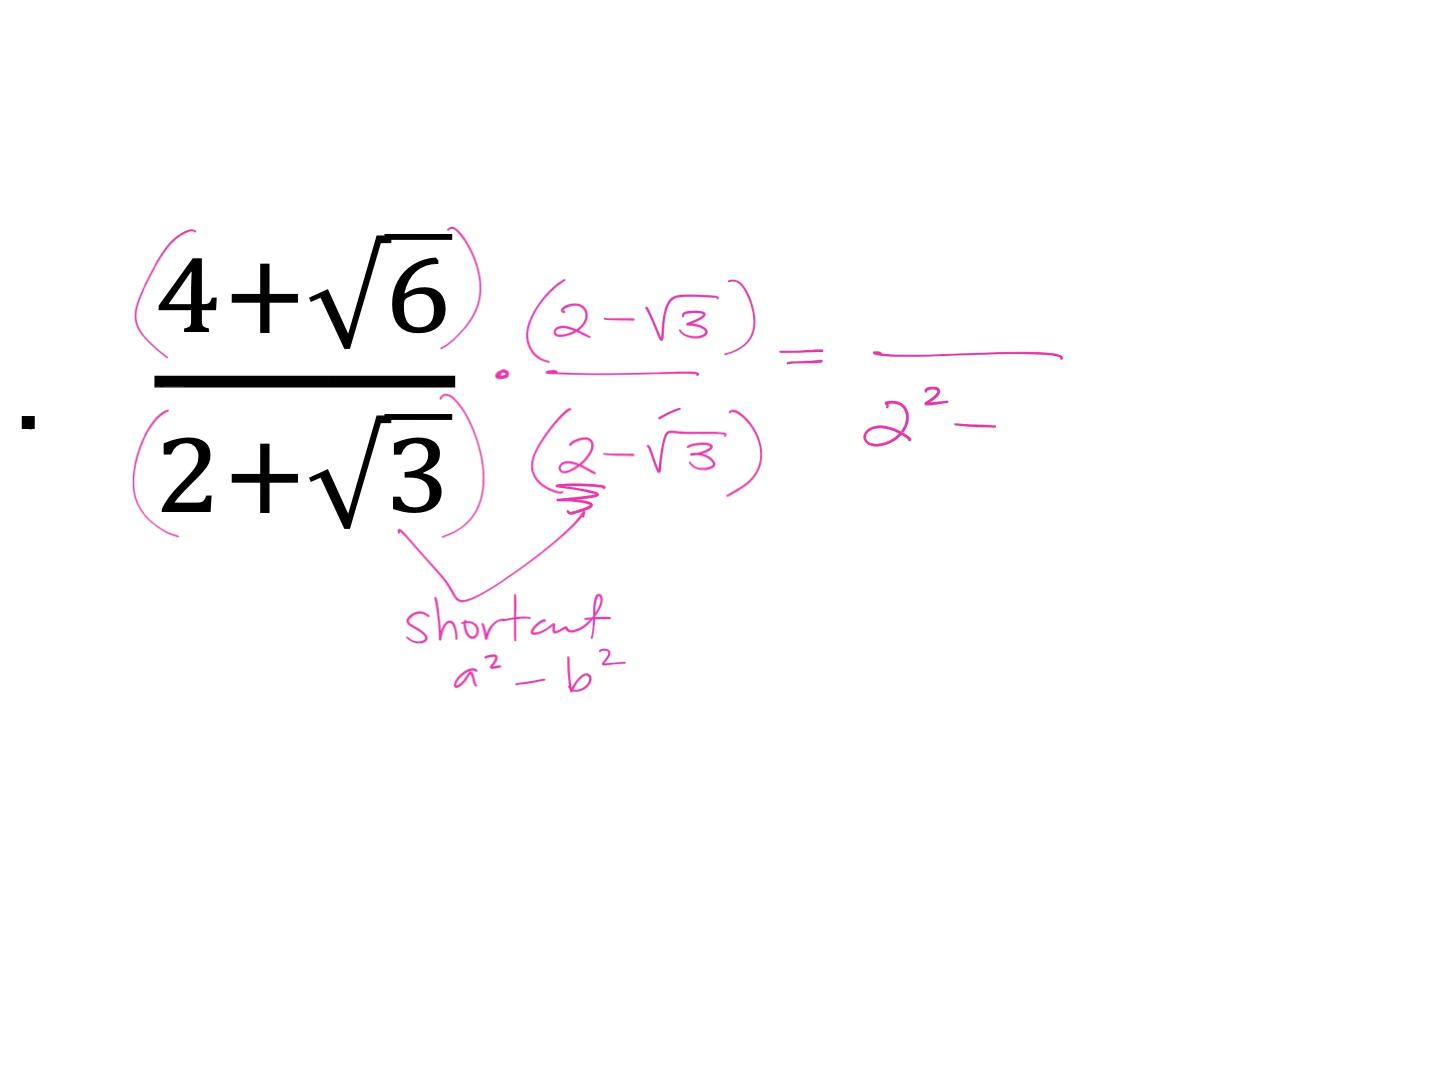 . (4+√6)/(2+√3) · (2-√3)/(2-√3) = /2² -
shortcut
a² - b²